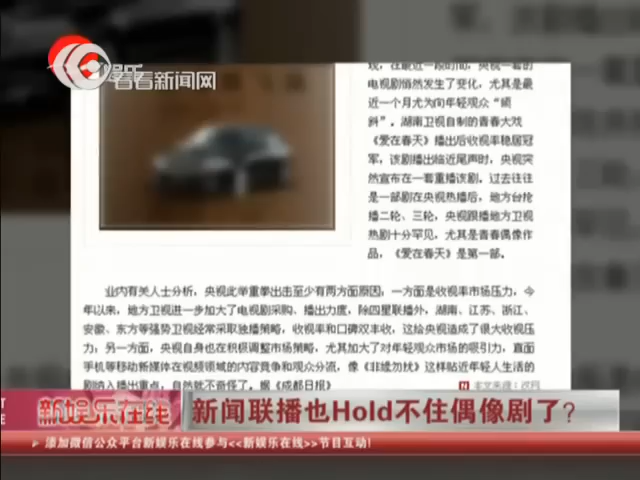 看看新闻网
现，在最近一段时间，央视一套的
电视剧悄然发生了变化，尤其是最
近一个月尤为向年轻观众“倾
斜”。湖南卫视自制的青春大戏
《爱在春天》播出后收视率稳居冠
军，该剧播出临近尾声时，央视突
然宣布在一套重播该剧。过去往往
是一部剧在央视热播后，地方台抢
播二轮、三轮，央视跟播地方卫视
热剧十分罕见，尤其是青春偶像作
品，《爱在春天》是第一部。
业内有关人士分析，央视此举重拳出击至少有两方面原因，一方面是收视率市场压力，今
年以来，地方卫视进一步加大了电视剧采购、播出力度，除四星联播外，湖南、江苏、浙江、
安徽、东方等强势卫视经常采取独播策略，收视率和口碑双丰收，这给央视造成了很大收视压
力；另一方面，央视自身也在积极调整市场策略，尤其加大了对年轻观众市场的吸引力，直面
手机等移动新媒体在视频领域的内容竞争和观众分流，像《非缘勿扰》这样贴近年轻人生活的
剧纳入播出重点，自然就不奇怪了。据《成都日报》
新娱乐在线
新闻联播也Hold不住偶像剧了？
添加微信公众平台新娱乐在线参与<<新娱乐在线>>节目互动!